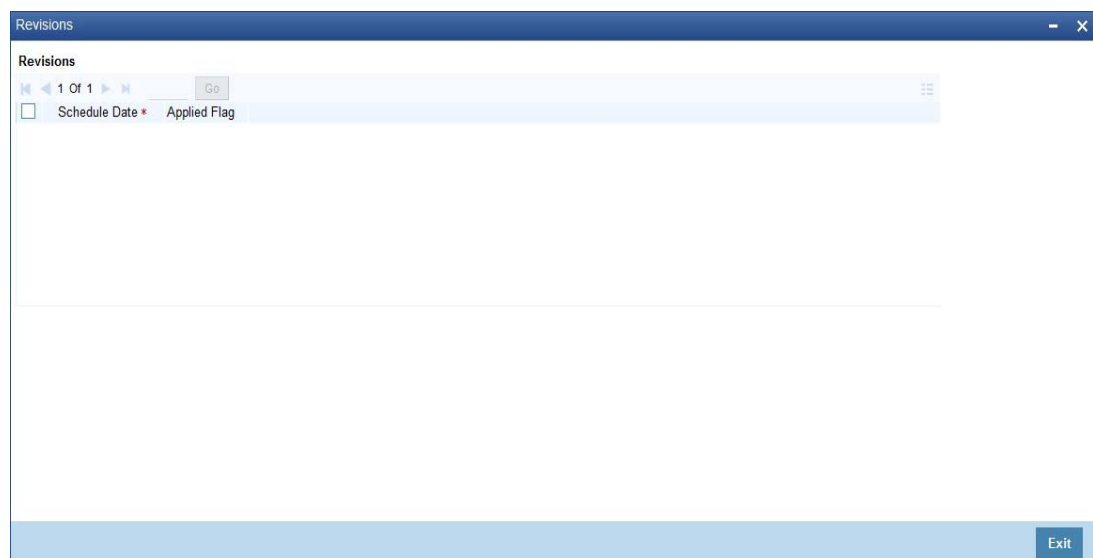 Revisions
Revisions
1 Of 1 Go
Schedule Date * Applied Flag
Exit